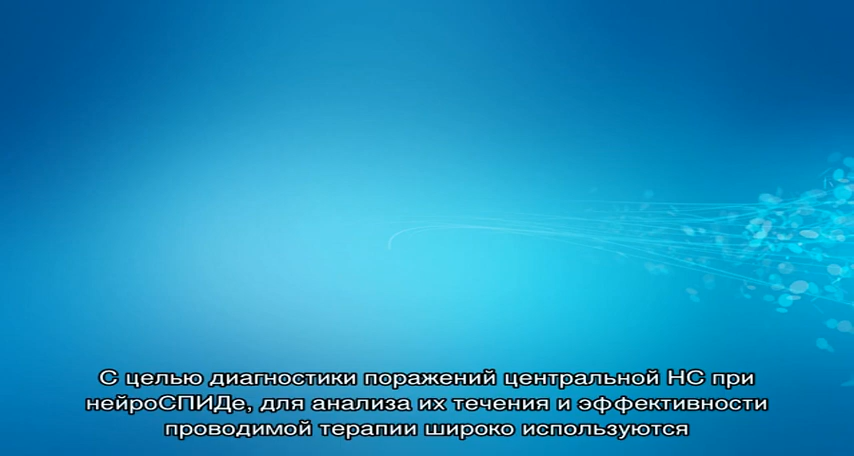 С целью диагностики поражений центральной НС при
нейроСПИДе, для анализа их течения и эффективности
проводимой терапии широко используются